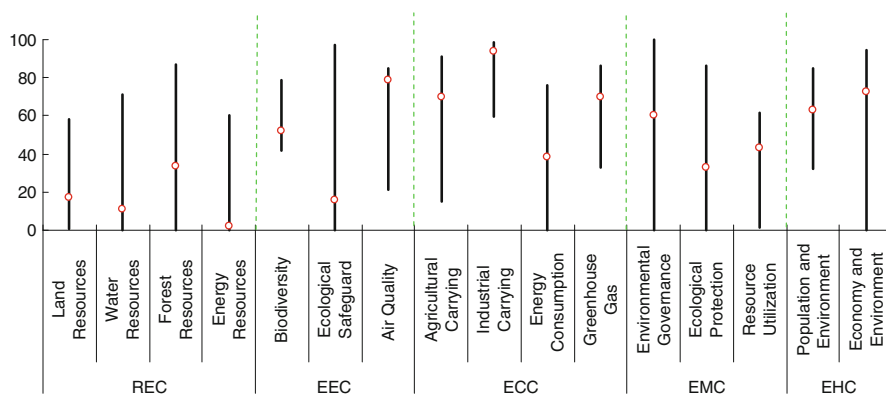 100
80
60
40
20
0
Land
Resources
Water
Resources
Forest
Resources
Energy
Resources
Biodiversity
Ecological
Safeguard
Air Quality
Agricultural
Carrying
Industrial
Carrying
Energy
Consumption
Greenhouse
Gas
Environmental
Governance
Ecological
Protection
Resource
Utilization
Population and
Environment
Economy and
Environment
REC
EEC
ECC
EMC
EHC